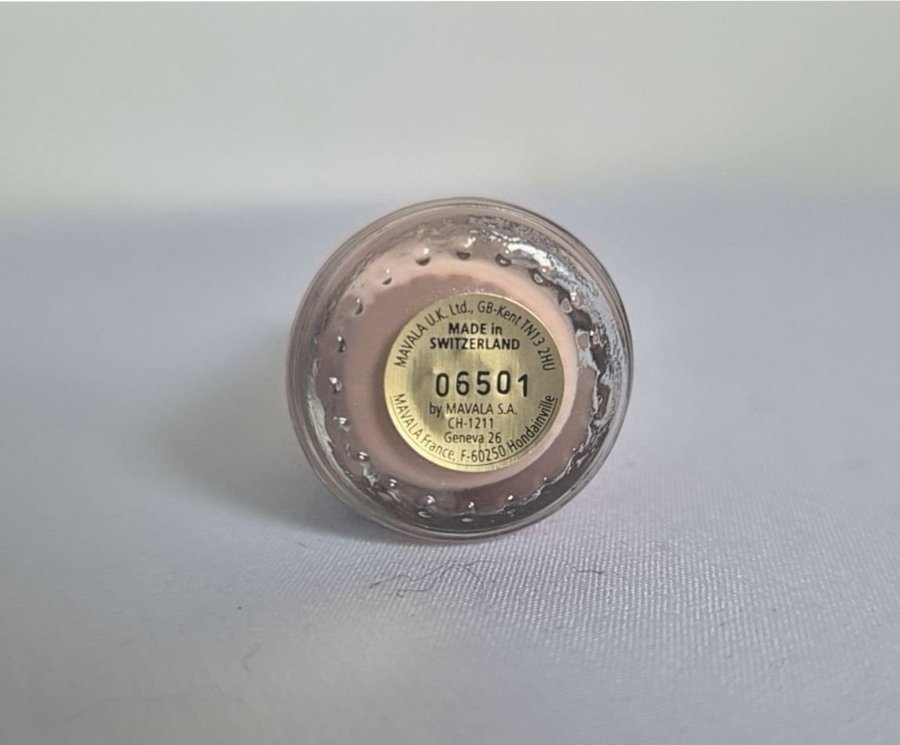 MAVALA U.K. Ltd., GB-Kent TN13 2HU
MADE in
SWITZERLAND
06501
by MAVALA S.A.
CH-1211
Geneva 26
MAVALA France, F-60250 Hondainville